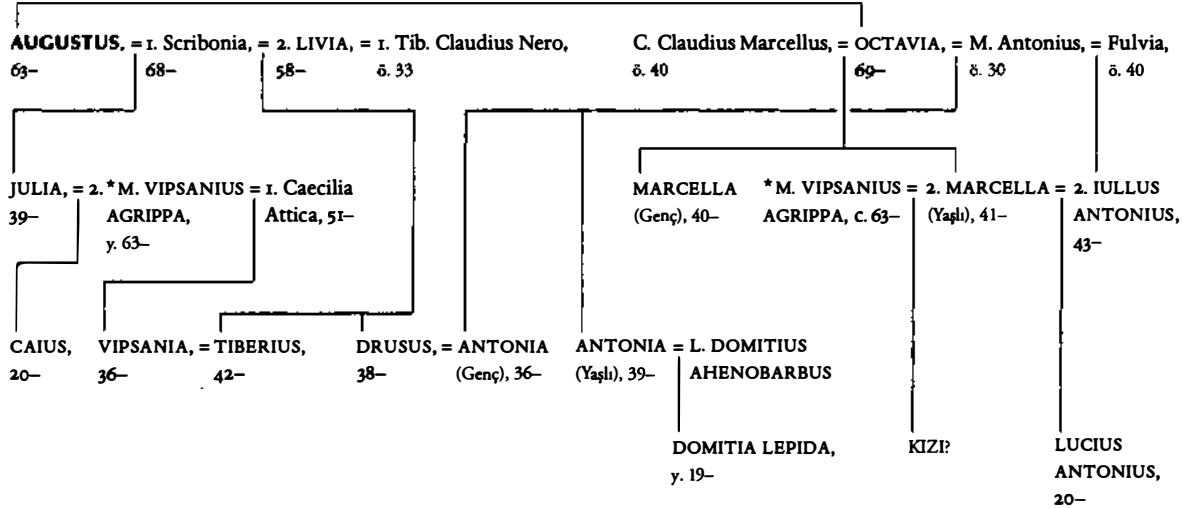 AUGUSTUS, = 1. Scribonia, = 2. LIVIA, = 1. Tib. Claudius Nero, C. Claudius Marcellus, = OCTAVIA, = M. Antonius, = Fulvia,
63– 68– 58– ö. 33 ö. 40 69– ö. 30 ö. 40
JULIA, = 2. *M. VIPSANIUS = 1. Caecilia MARCELLA *M. VIPSANIUS = 2. MARCELLA = 2. IULLUS
39– AGRIPPA, Attica, 51– (Genç), 40– AGRIPPA, C. 63– (Yaşlı), 41– ANTONIUS,
y. 63– 43–
CAIUS, VIPSANIA, = TIBERIUS, DRUSUS, = ANTONIA ANTONIA = L. DOMITIUS
20– 36– 42– 38– (Genç), 36– (Yaşlı), 39– AHENOBARBUS
DOMITIA LEPIDA, KIZI? LUCIUS
y. 19– ANTONIUS,
20–